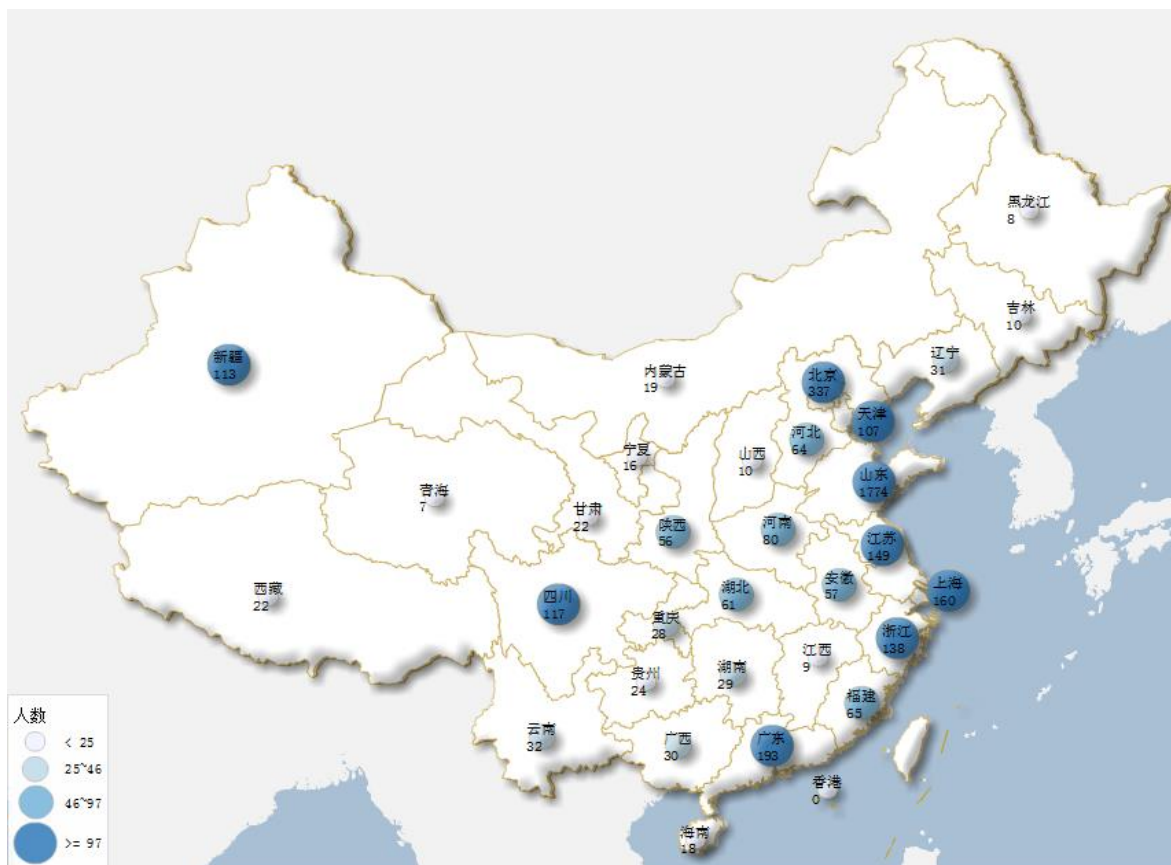 黑龙江
8
吉林
10
辽宁
31
新疆
113
内蒙古
19
北京
337
天津
107
河北
64
宁夏
16
山西
10
山东
1774
青海
7
甘肃
22
陕西
56
河南
80
江苏
149
西藏
22
四川
117
湖北
61
安徽
57
上海
160
重庆
28
浙江
138
江西
9
贵州
24
湖南
29
福建
65
云南
32
广西
30
广东
193
香港
0
海南
18
人数
< 25
25~46
46~97
>= 97